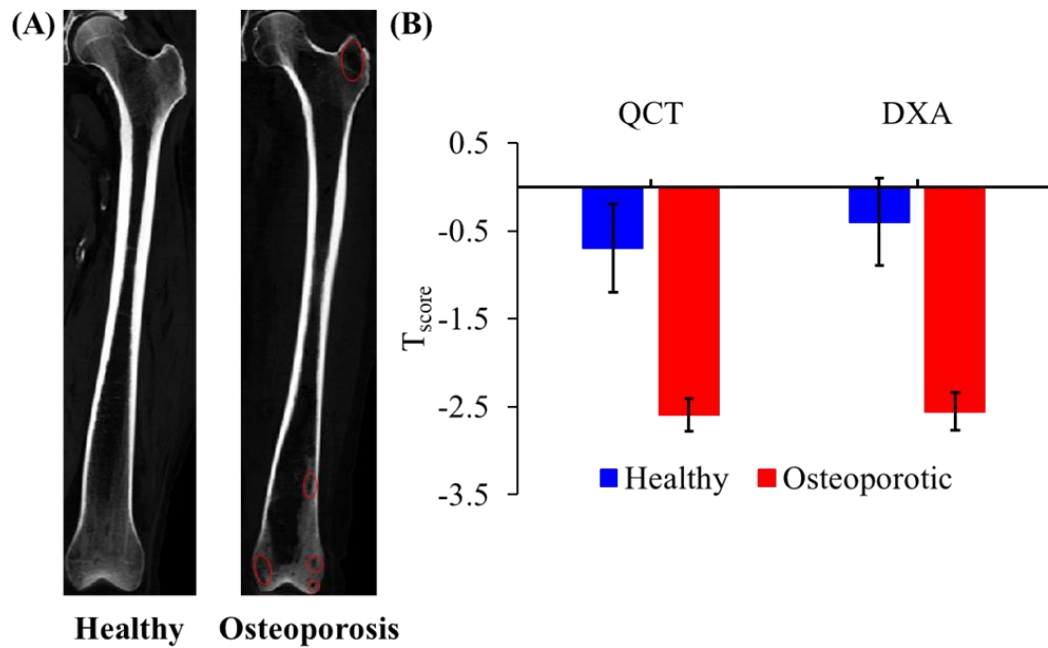 (A)
Healthy
Osteoporosis
(B)
QCT
DXA
0.5
-0.5
-1.5
-2.5
-3.5
Tscore
Healthy
Osteoporotic